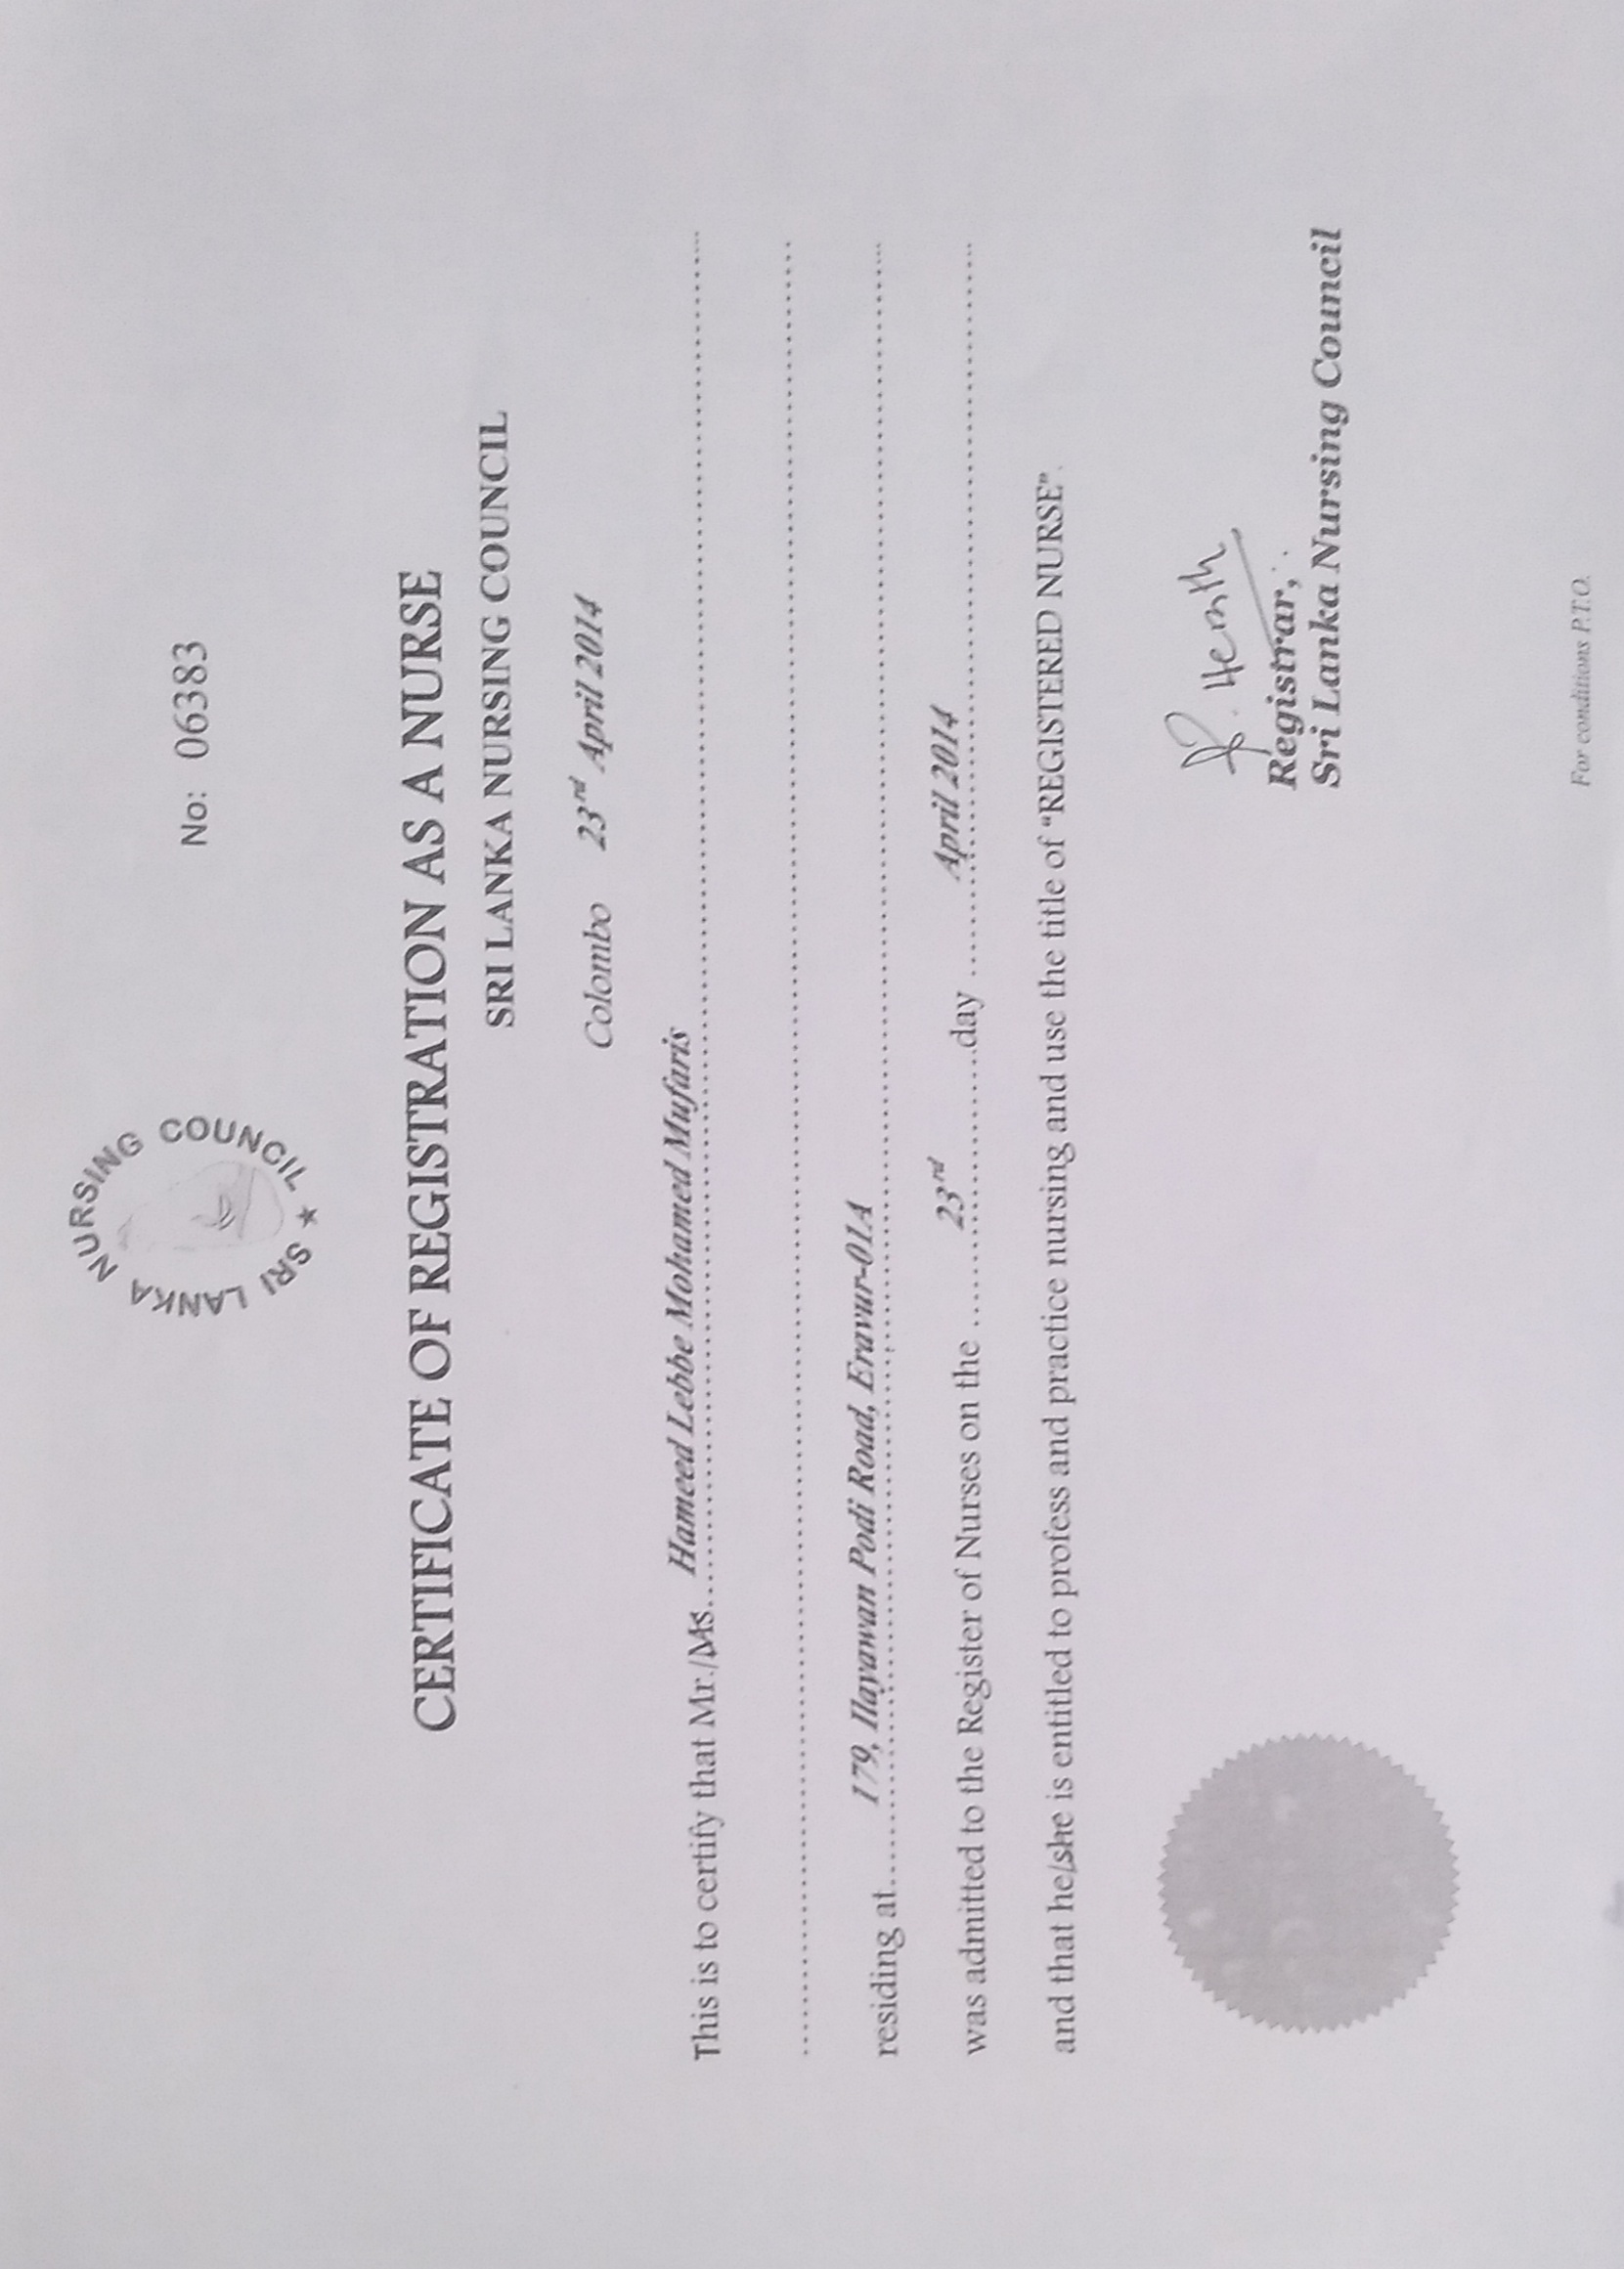 SRI LANKA NURSING COUNCIL ★
No: 06383
CERTIFICATE OF REGISTRATION AS A NURSE
SRI LANKA NURSING COUNCIL
Colombo 23rd April 2014
This is to certify that Mr./Ms. Hameed Lebbe Mohamed Mufaris
residing at 179, Ilayawan Podi Road, Eravur-01A
was admitted to the Register of Nurses on the 23rd day April 2014
and that he/she is entitled to profess and practice nursing and use the title of "REGISTERED NURSE".
Registrar,
Sri Lanka Nursing Council
For conditions P.T.O.